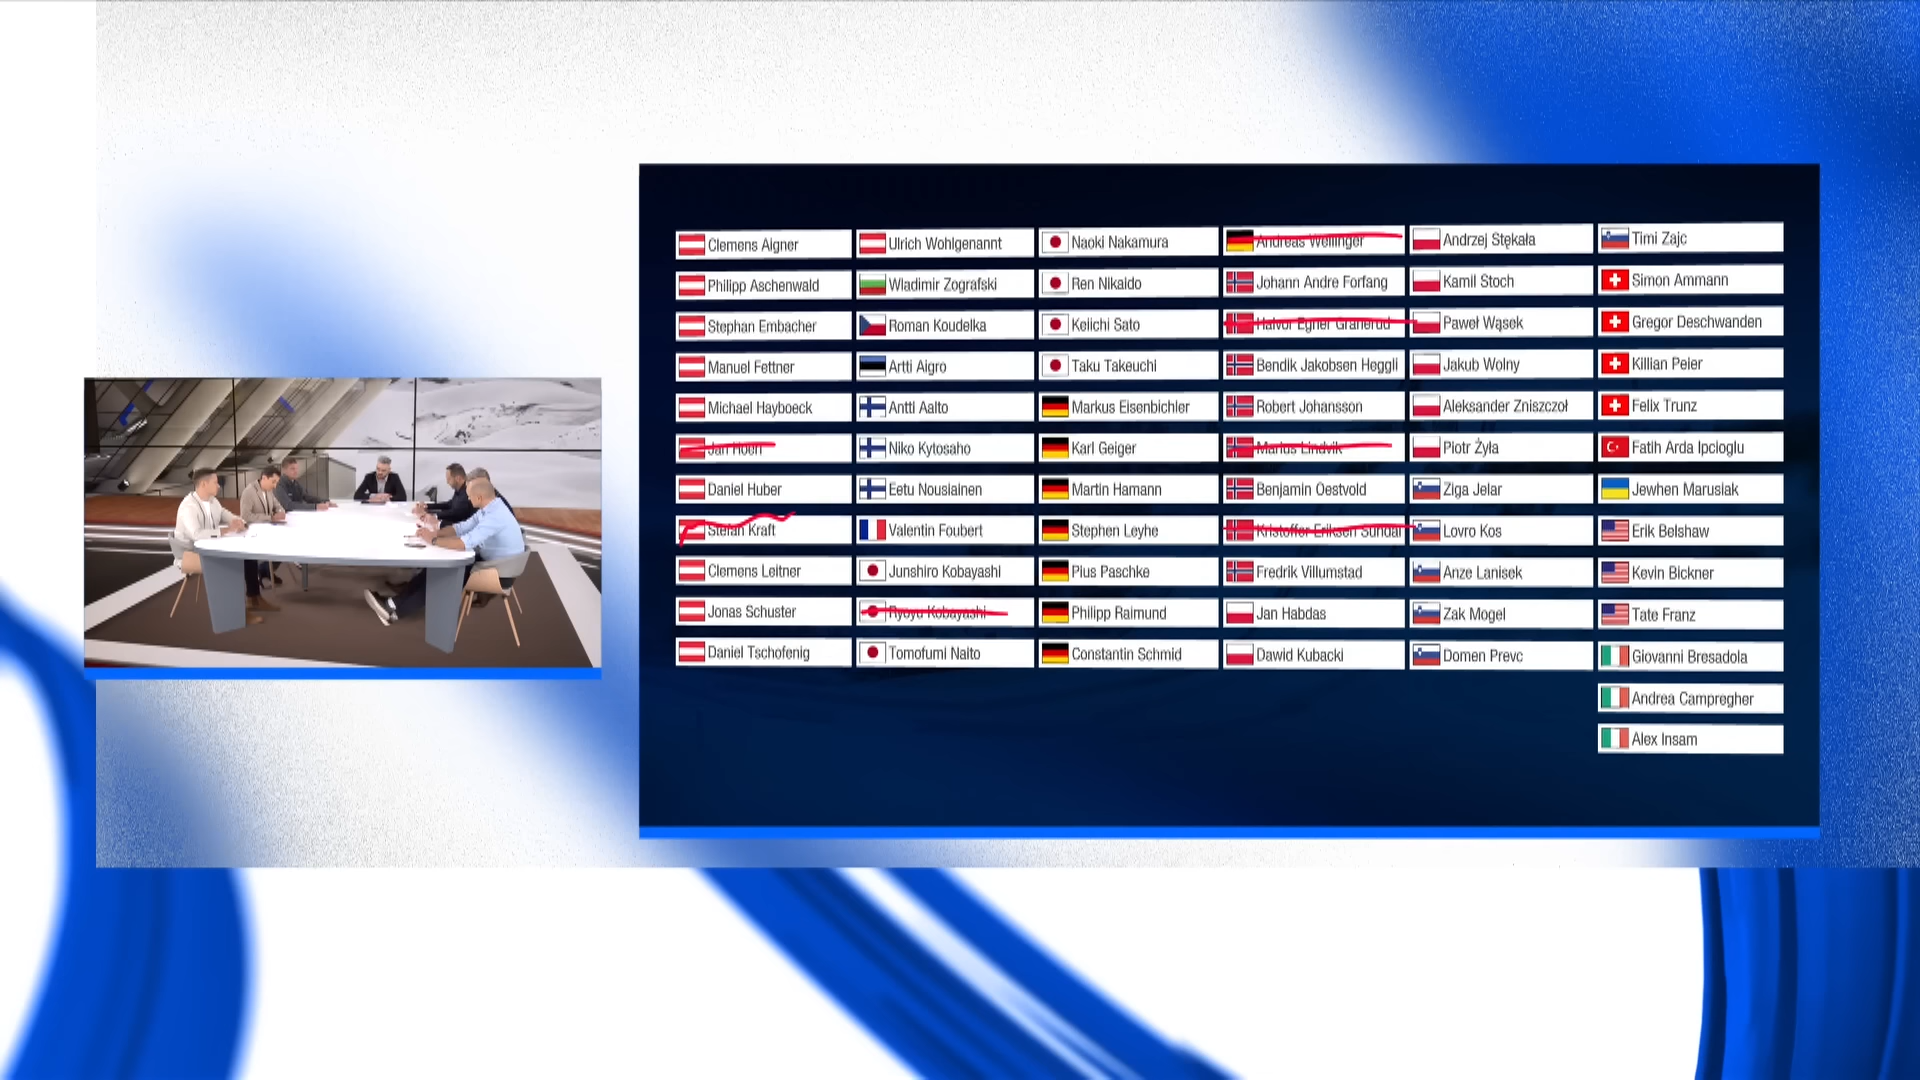 Clemens Aigner
Philipp Aschenwald
Stephan Embacher
Manuel Fettner
Michael Hayboeck
Jan Hoerl
Daniel Huber
Stefan Kraft
Clemens Leitner
Jonas Schuster
Daniel Tschofenig
Ulrich Wohlgenannt
Wladimir Zografski
Roman Koudelka
Artti Aigro
Antti Aalto
Niko Kytosaho
Eetu Nousiainen
Valentin Foubert
Junshiro Kobayashi
Ryoyu Kobayashi
Tomofumi Naito
Naoki Nakamura
Ren Nikaido
Keiichi Sato
Taku Takeuchi
Markus Eisenbichler
Karl Geiger
Martin Hamann
Stephen Leyhe
Pius Paschke
Philipp Raimund
Constantin Schmid
Andreas Wellinger
Johann Andre Forfang
Halvor Egner Granerud
Bendik Jakobsen Heggli
Robert Johansson
Marius Lindvik
Benjamin Oestvold
Kristoffer Eriksen Sundal
Fredrik Villumstad
Jan Habdas
Dawid Kubacki
Andrzej Stękała
Kamil Stoch
Paweł Wąsek
Jakub Wolny
Aleksander Zniszczoł
Piotr Żyła
Ziga Jelar
Lovro Kos
Anze Lanisek
Zak Mogel
Domen Prevc
Timi Zajc
Simon Ammann
Gregor Deschwanden
Killian Peier
Felix Trunz
Fatih Arda Ipcioglu
Jewhen Marusiak
Erik Belshaw
Kevin Bickner
Tate Franz
Giovanni Bresadola
Andrea Campregher
Alex Insam